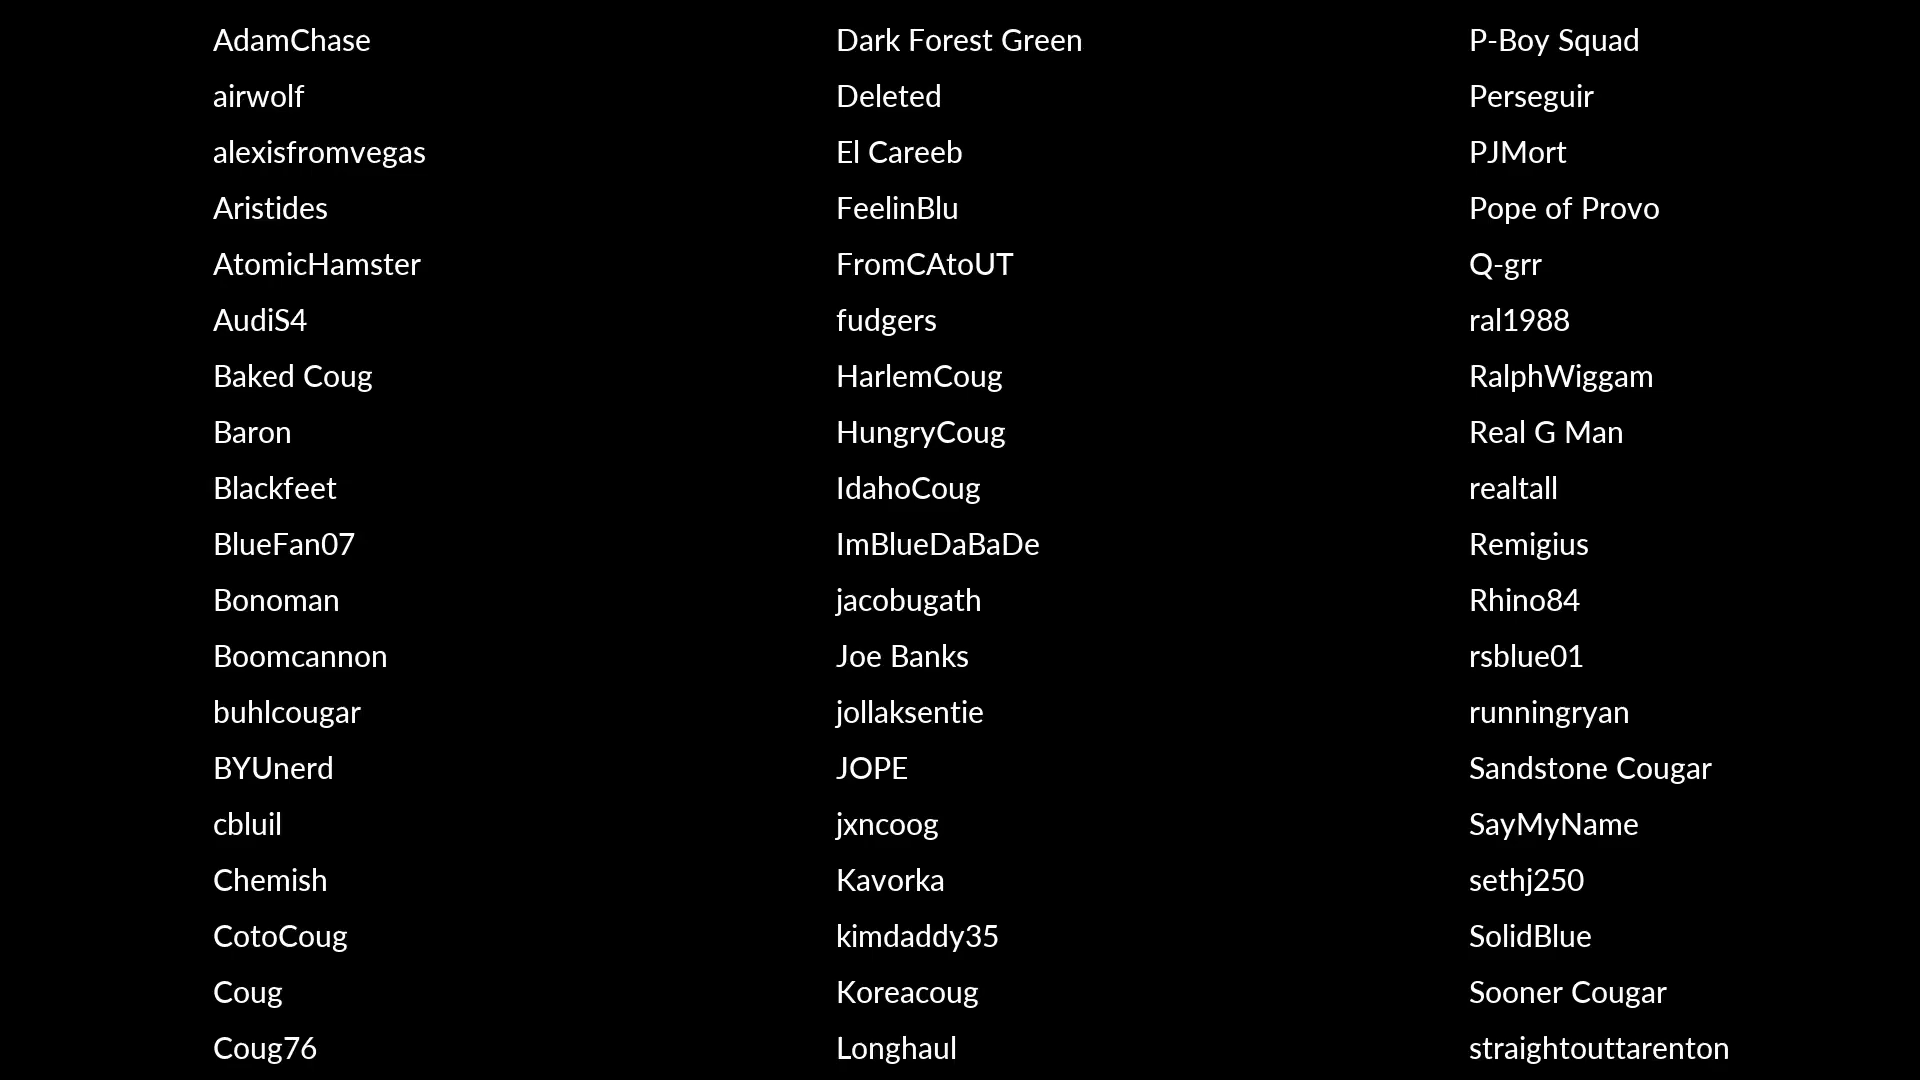 AdamChase
airwolf
alexisfromvegas
Aristides
AtomicHamster
AudiS4
Baked Coug
Baron
Blackfeet
BlueFan07
Bonoman
Boomcannon
buhlcougar
BYUnerd
cbluil
Chemish
CotoCoug
Coug
Coug76
Dark Forest Green
Deleted
El Careeb
FeelinBlu
FromCAtoUT
fudgers
HarlemCoug
HungryCoug
IdahoCoug
ImBlueDaBaDe
jacobugath
Joe Banks
jollaksentie
JOPE
jxncoog
Kavorka
kimdaddy35
Koreacoug
Longhaul
P-Boy Squad
Perseguir
PJMort
Pope of Provo
Q-grr
ral1988
RalphWiggam
Real G Man
realtall
Remigius
Rhino84
rsblue01
runningryan
Sandstone Cougar
SayMyName
sethj250
SolidBlue
Sooner Cougar
straightouttarenton